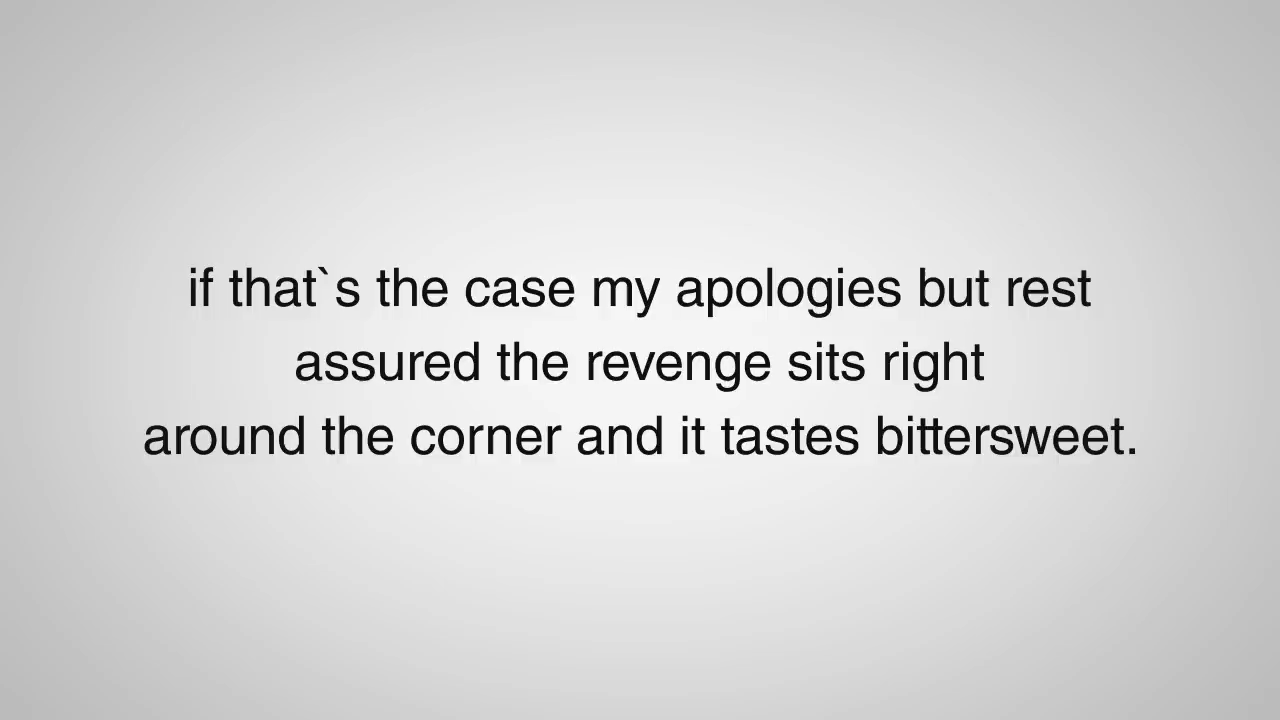 if that`s the case my apologies but rest
assured the revenge sits right
around the corner and it tastes bittersweet.